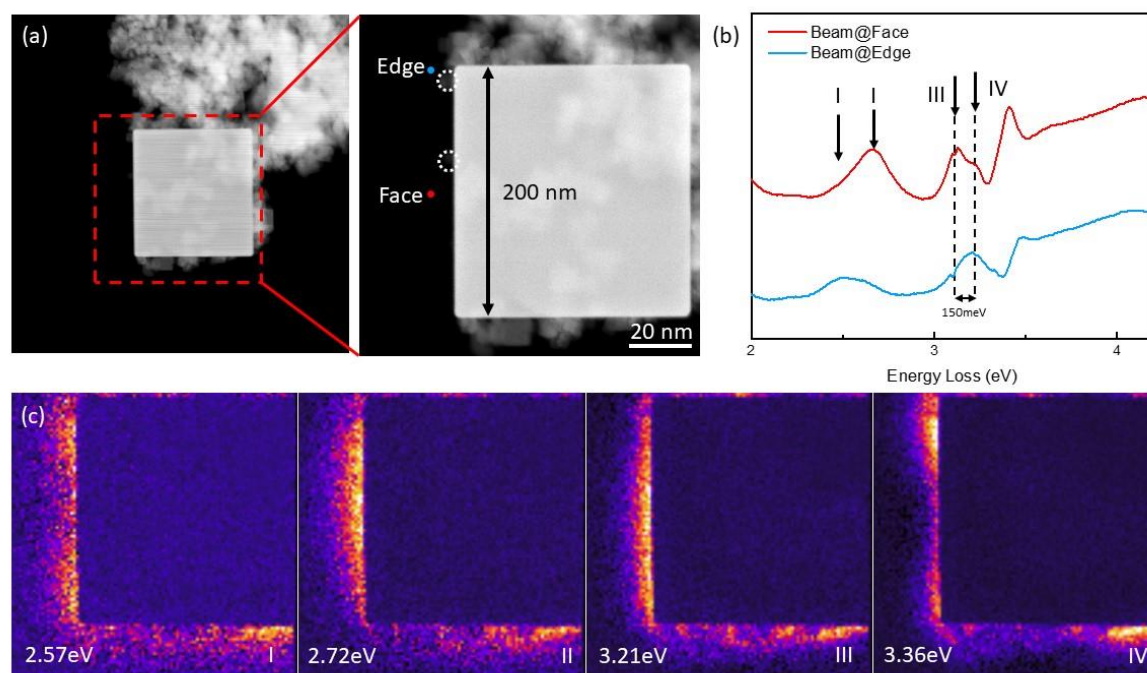 (a)
Edge
Face
200 nm
20 nm
(b)
Beam@Face
Beam@Edge
I
I
III
IV
150meV
2
3
4
Energy Loss (eV)
(c)
2.57eV
I
2.72eV
II
3.21eV
III
3.36eV
IV